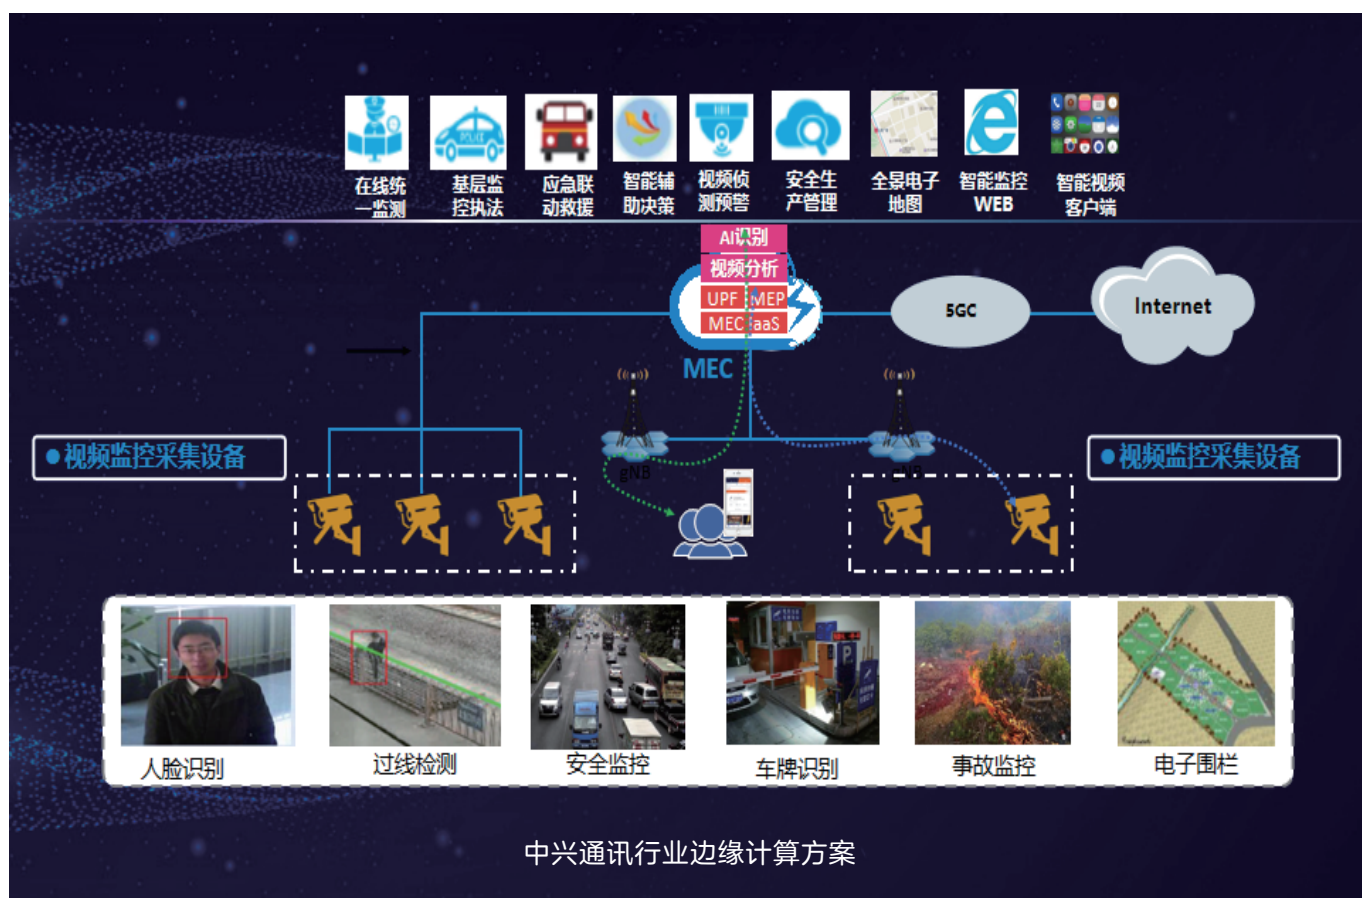 POLICE
在线统
一监测
基层监
控执法
应急联
动救援
智能辅
助决策
视频侦
测预警
安全生
产管理
全景电子
地图
智能监控
WEB
智能视频
客户端
AI识别
视频分析
UPF
MEP
MEC
IaaS
MEC
5GC
Internet
gNB
gNB
视频监控采集设备
视频监控采集设备
人脸识别
过线检测
安全监控
车牌识别
事故监控
电子围栏
中兴通讯行业边缘计算方案